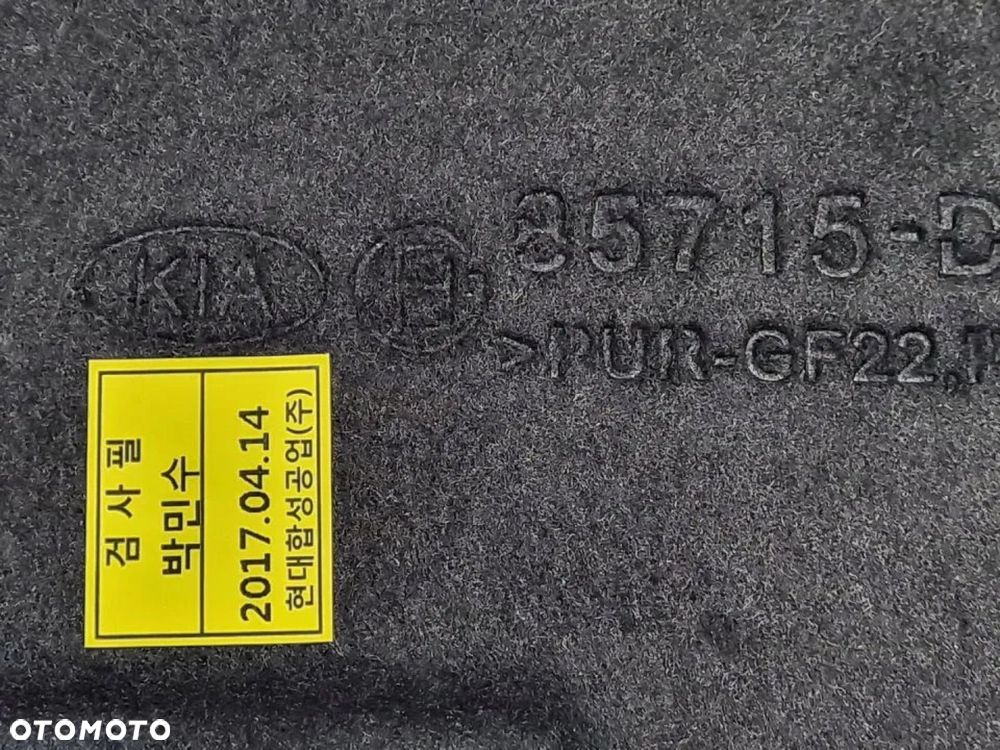 KIA
85715-D
>PUR-GF22,P
검사필
박민수
2017.04.14
현대합성공업(주)
OTOMOTO